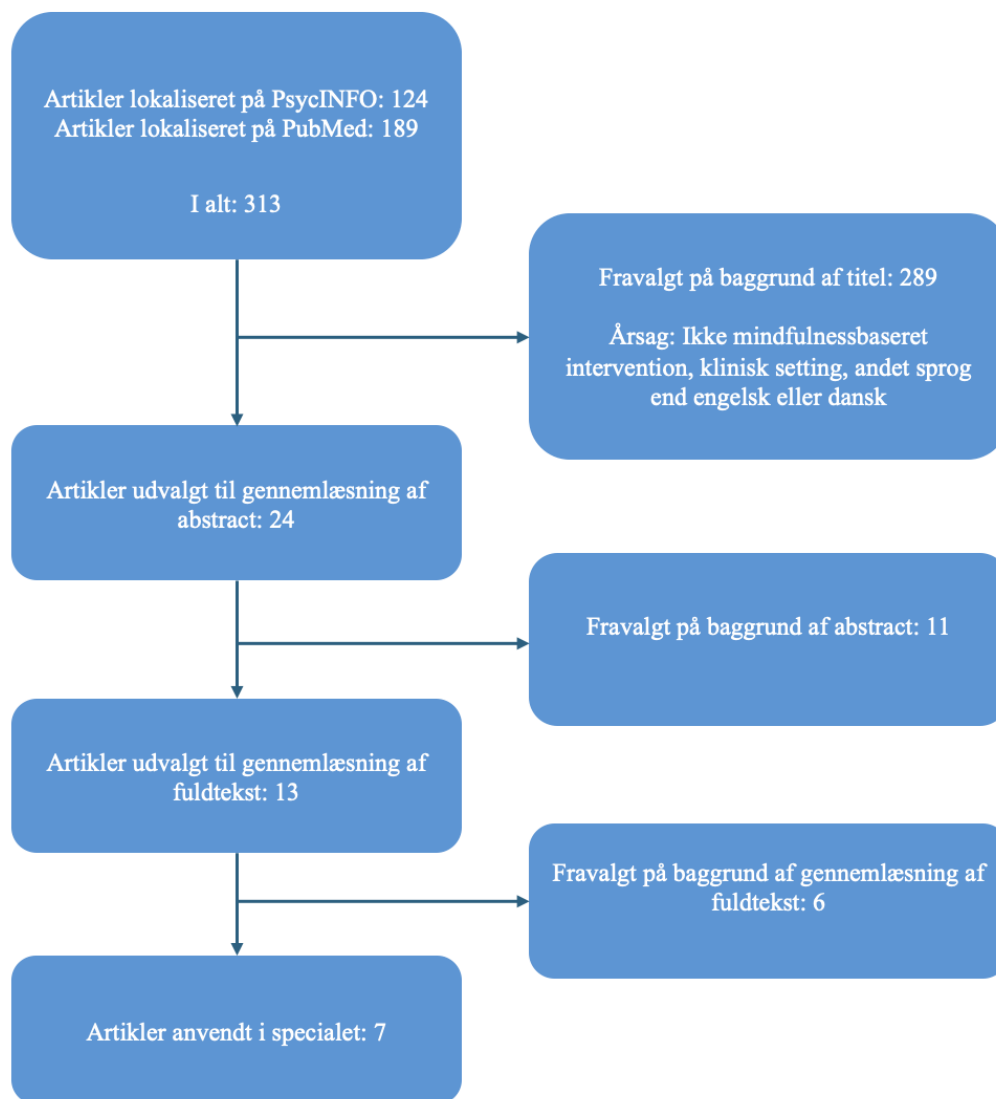 Artikler lokaliseret på PsycINFO: 124
Artikler lokaliseret på PubMed: 189
I alt: 313
Fravalgt på baggrund af titel: 289
Årsag: Ikke mindfulnessbaseret
intervention, klinisk setting, andet sprog
end engelsk eller dansk
Artikler udvalgt til gennemlæsning af
abstract: 24
Fravalgt på baggrund af abstract: 11
Artikler udvalgt til gennemlæsning af
fuldtekst: 13
Fravalgt på baggrund af gennemlæsning af
fuldtekst: 6
Artikler anvendt i specialet: 7